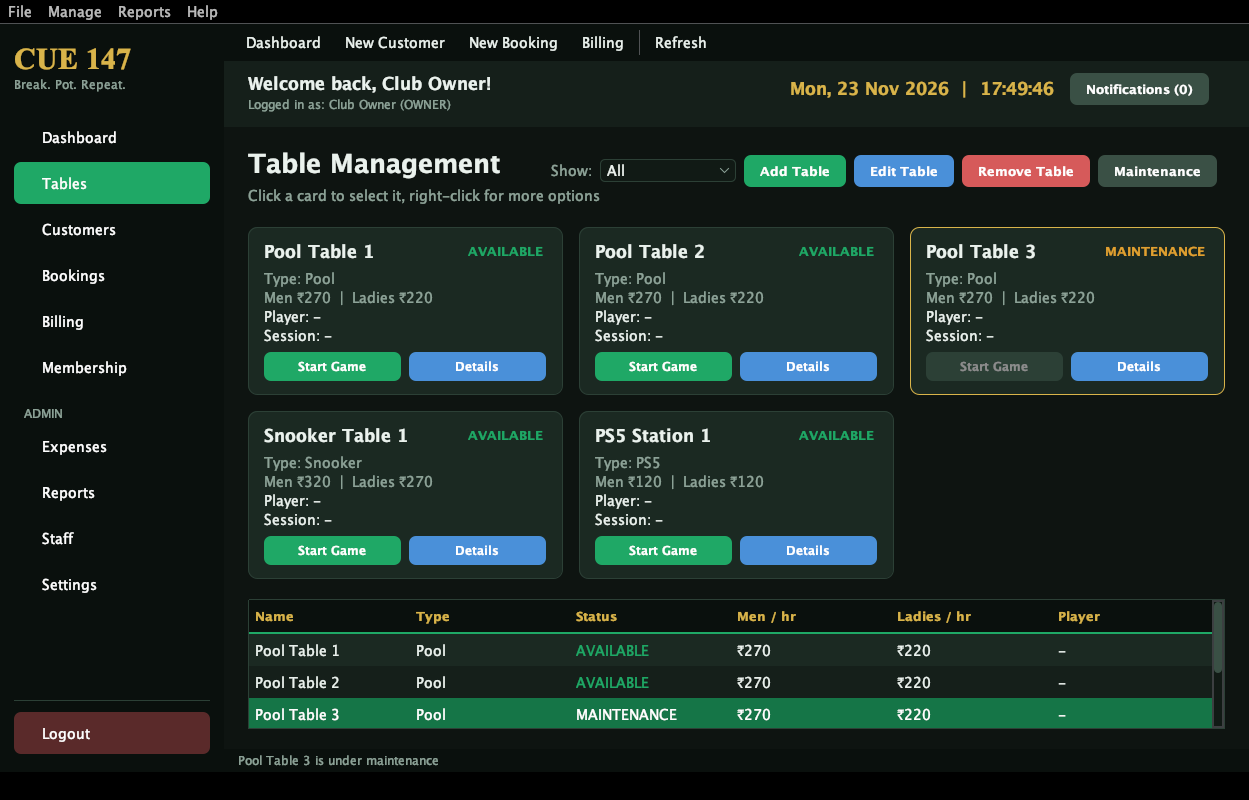 File Manage Reports Help
CUE 147
Break. Pot. Repeat.
Dashboard
Tables
Customers
Bookings
Billing
Membership
ADMIN
Expenses
Reports
Staff
Settings
Logout
Dashboard New Customer New Booking Billing Refresh
Welcome back, Club Owner!
Logged in as: Club Owner (OWNER)
Mon, 23 Nov 2026 | 17:49:46
Notifications (0)
Table Management
Click a card to select it, right-click for more options
Show: All
Add Table
Edit Table
Remove Table
Maintenance
Pool Table 1 AVAILABLE
Type: Pool
Men ₹270 | Ladies ₹220
Player: –
Session: –
Start Game Details
Pool Table 2 AVAILABLE
Type: Pool
Men ₹270 | Ladies ₹220
Player: –
Session: –
Start Game Details
Pool Table 3 MAINTENANCE
Type: Pool
Men ₹270 | Ladies ₹220
Player: –
Session: –
Start Game Details
Snooker Table 1 AVAILABLE
Type: Snooker
Men ₹320 | Ladies ₹270
Player: –
Session: –
Start Game Details
PS5 Station 1 AVAILABLE
Type: PS5
Men ₹120 | Ladies ₹120
Player: –
Session: –
Start Game Details
Name Type Status Men / hr Ladies / hr Player
Pool Table 1 Pool AVAILABLE ₹270 ₹220 –
Pool Table 2 Pool AVAILABLE ₹270 ₹220 –
Pool Table 3 Pool MAINTENANCE ₹270 ₹220 –
Pool Table 3 is under maintenance